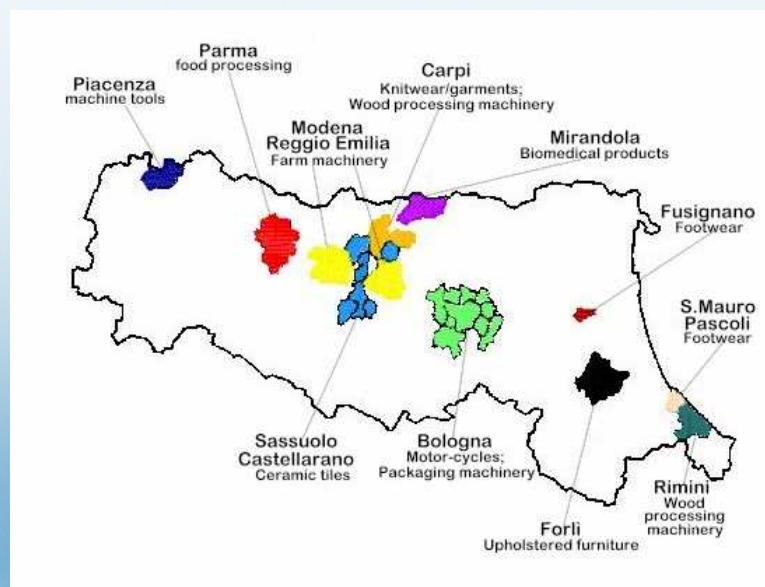 Parma
food processing
Piacenza
machine tools
Carpi
Knitwear/garments;
Wood processing machinery
Modena
Reggio Emilia
Farm machinery
Mirandola
Biomedical products
Fusignano
Footwear
S.Mauro
Pascoli
Footwear
Sassuolo
Castellarano
Ceramic tiles
Bologna
Motor-cycles;
Packaging machinery
Forli
Upholstered furniture
Rimini
Wood
processing
machinery